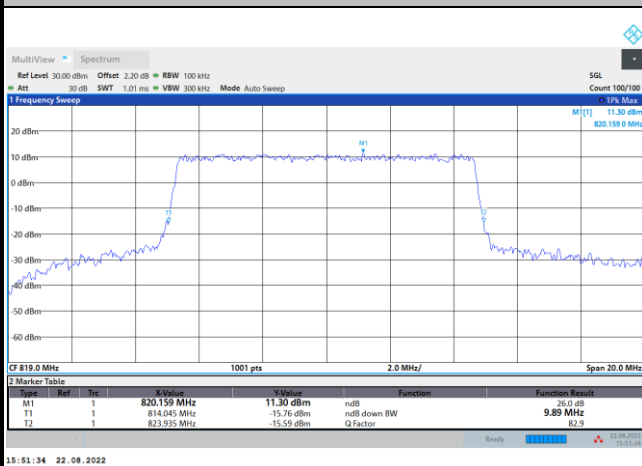 MultiView Spectrum
Ref Level 30.00 dBm Offset 2.20 dB RBW 100 kHz SGL
Att 30 dB SWT 1.01 ms VBW 300 kHz Mode Auto Sweep Count 100/100
1 Frequency Sweep 1Pk Max
M1[1] 11.30 dBm
820.159 0 MHz
20 dBm
M1
10 dBm
0 dBm
-10 dBm
T1 T2
-20 dBm
-30 dBm
-40 dBm
-50 dBm
-60 dBm
CF 819.0 MHz 1001 pts 2.0 MHz/ Span 20.0 MHz
2 Marker Table
Type Ref Trc X-Value Y-Value Function Function Result
M1 1 820.159 MHz 11.30 dBm ndB 26.0 dB
T1 1 814.045 MHz -15.76 dBm ndB down BW 9.89 MHz
T2 1 823.935 MHz -15.59 dBm Q Factor 82.9
Ready 22.08.2022
15:51:34
15:51:34 22.08.2022